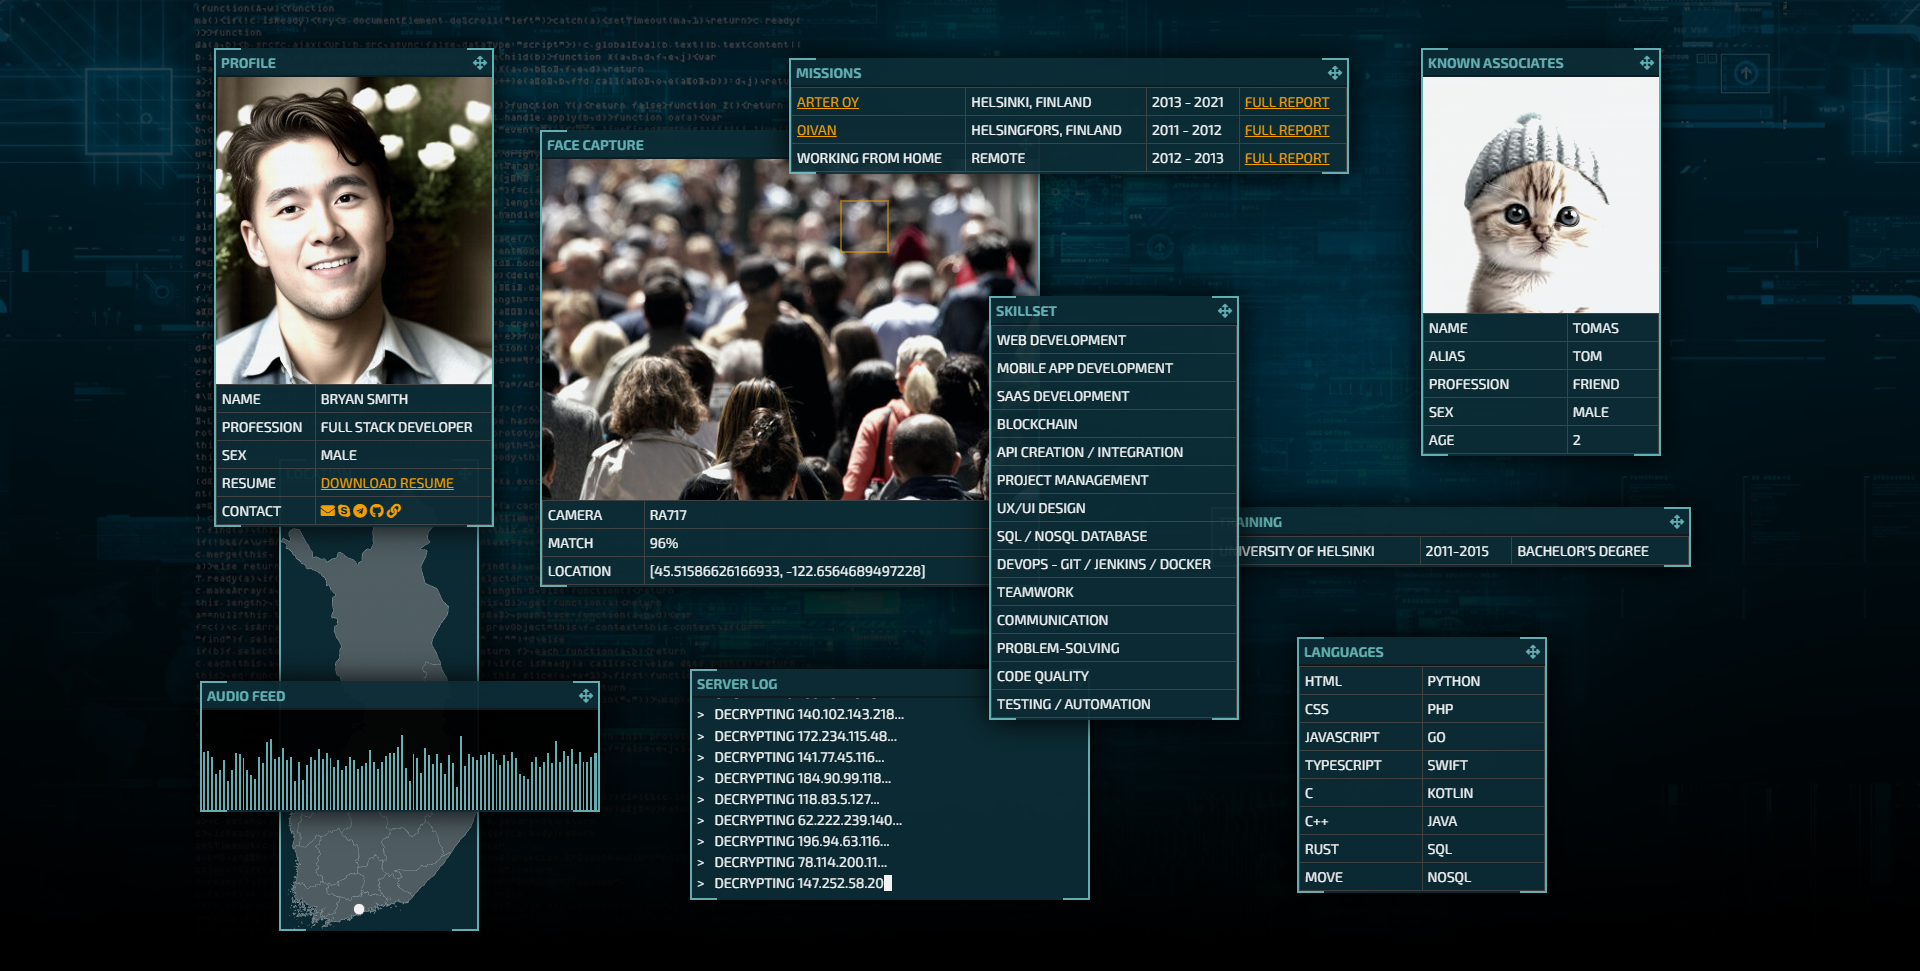 PROFILE
NAME BRYAN SMITH
PROFESSION FULL STACK DEVELOPER
SEX MALE
RESUME DOWNLOAD RESUME
CONTACT
FACE CAPTURE
CAMERA RA717
MATCH 96%
LOCATION [45.51586626166933, -122.6564689497228]
MISSIONS
ARTER OY HELSINKI, FINLAND 2013 - 2021 FULL REPORT
OIVAN HELSINGFORS, FINLAND 2011 - 2012 FULL REPORT
WORKING FROM HOME REMOTE 2012 - 2013 FULL REPORT
SKILLSET
WEB DEVELOPMENT
MOBILE APP DEVELOPMENT
SAAS DEVELOPMENT
BLOCKCHAIN
API CREATION / INTEGRATION
PROJECT MANAGEMENT
UX/UI DESIGN
SQL / NOSQL DATABASE
DEVOPS - GIT / JENKINS / DOCKER
TEAMWORK
COMMUNICATION
PROBLEM-SOLVING
CODE QUALITY
TESTING / AUTOMATION
KNOWN ASSOCIATES
NAME TOMAS
ALIAS TOM
PROFESSION FRIEND
SEX MALE
AGE 2
TRAINING
UNIVERSITY OF HELSINKI 2011-2015 BACHELOR'S DEGREE
AUDIO FEED
SERVER LOG
> DECRYPTING 140.102.143.218...
> DECRYPTING 172.234.115.48...
> DECRYPTING 141.77.45.116...
> DECRYPTING 184.90.99.118...
> DECRYPTING 118.83.5.127...
> DECRYPTING 62.222.239.140...
> DECRYPTING 196.94.63.116...
> DECRYPTING 78.114.200.11...
> DECRYPTING 147.252.58.20
LANGUAGES
HTML PYTHON
CSS PHP
JAVASCRIPT GO
TYPESCRIPT SWIFT
C KOTLIN
C++ JAVA
RUST SQL
MOVE NOSQL